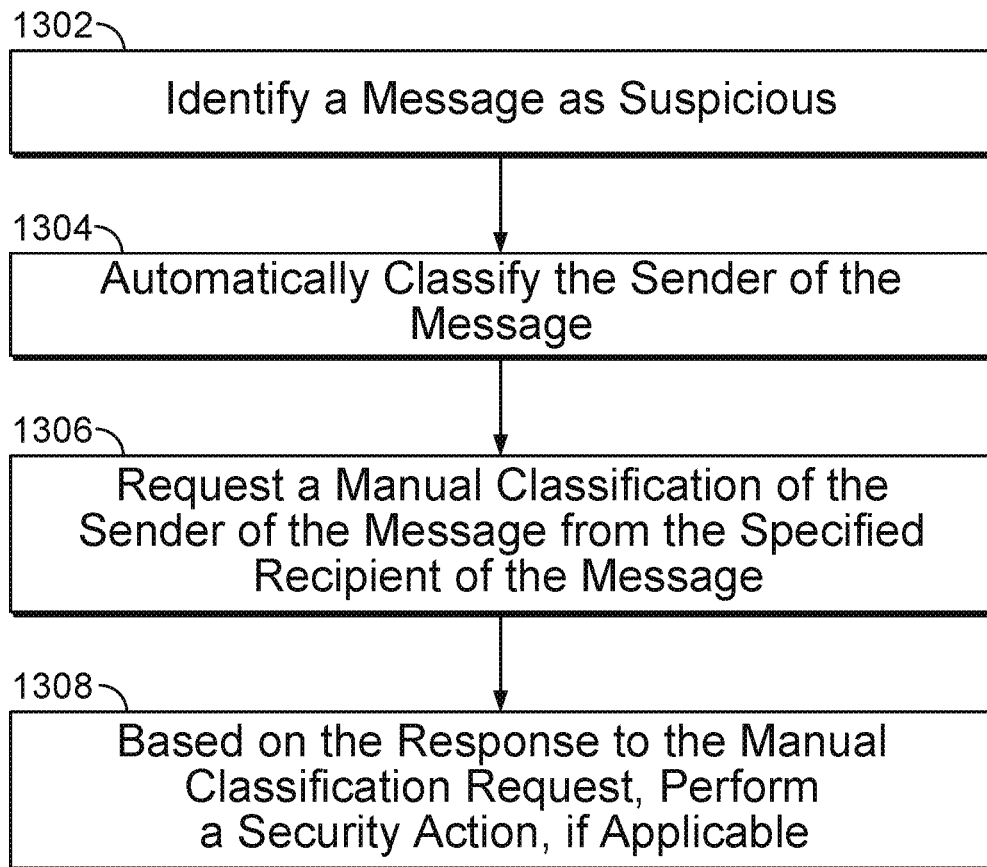 1302
Identify a Message as Suspicious
1304
Automatically Classify the Sender of the
Message
1306
Request a Manual Classification of the
Sender of the Message from the Specified
Recipient of the Message
1308
Based on the Response to the Manual
Classification Request, Perform
a Security Action, if Applicable